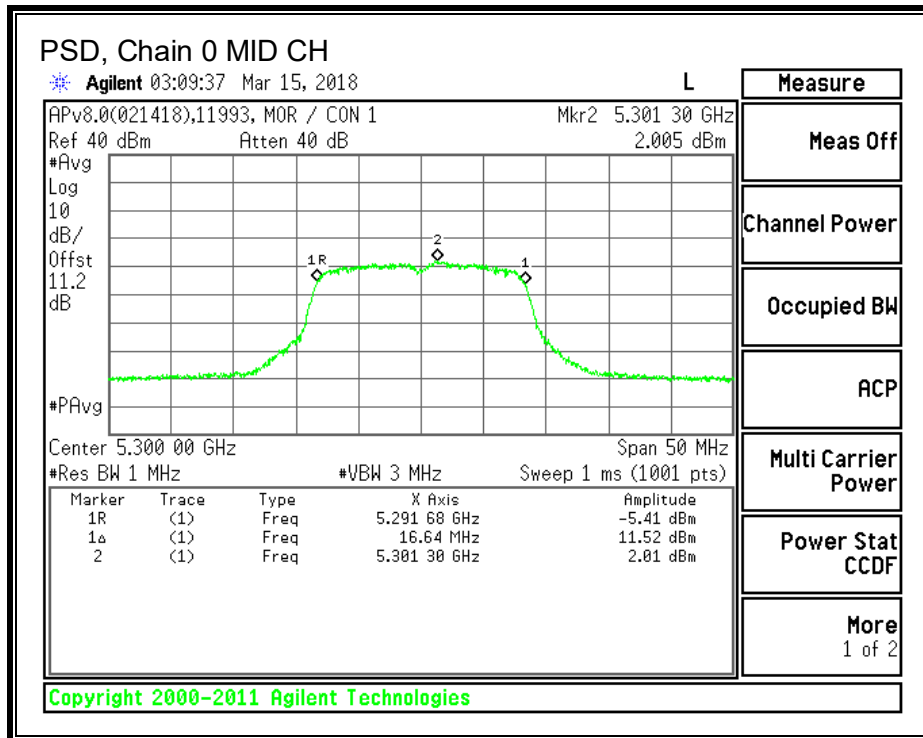 PSD, Chain 0 MID CH
Agilent 03:09:37 Mar 15, 2018 L
APv8.0(021418),11993, MOR / CON 1 Mkr2 5.301 30 GHz
Ref 40 dBm Atten 40 dB 2.005 dBm
#Avg
Log
10
dB/
Offst
11.2
dB
#PAvg
1R
2
1
Center 5.300 00 GHz Span 50 MHz
#Res BW 1 MHz #VBW 3 MHz Sweep 1 ms (1001 pts)
Marker Trace Type X Axis Amplitude
1R (1) Freq 5.291 68 GHz -5.41 dBm
1Δ (1) Freq 16.64 MHz 11.52 dBm
2 (1) Freq 5.301 30 GHz 2.01 dBm
Measure
Meas Off
Channel Power
Occupied BW
ACP
Multi Carrier
Power
Power Stat
CCDF
More
1 of 2
Copyright 2000-2011 Agilent Technologies